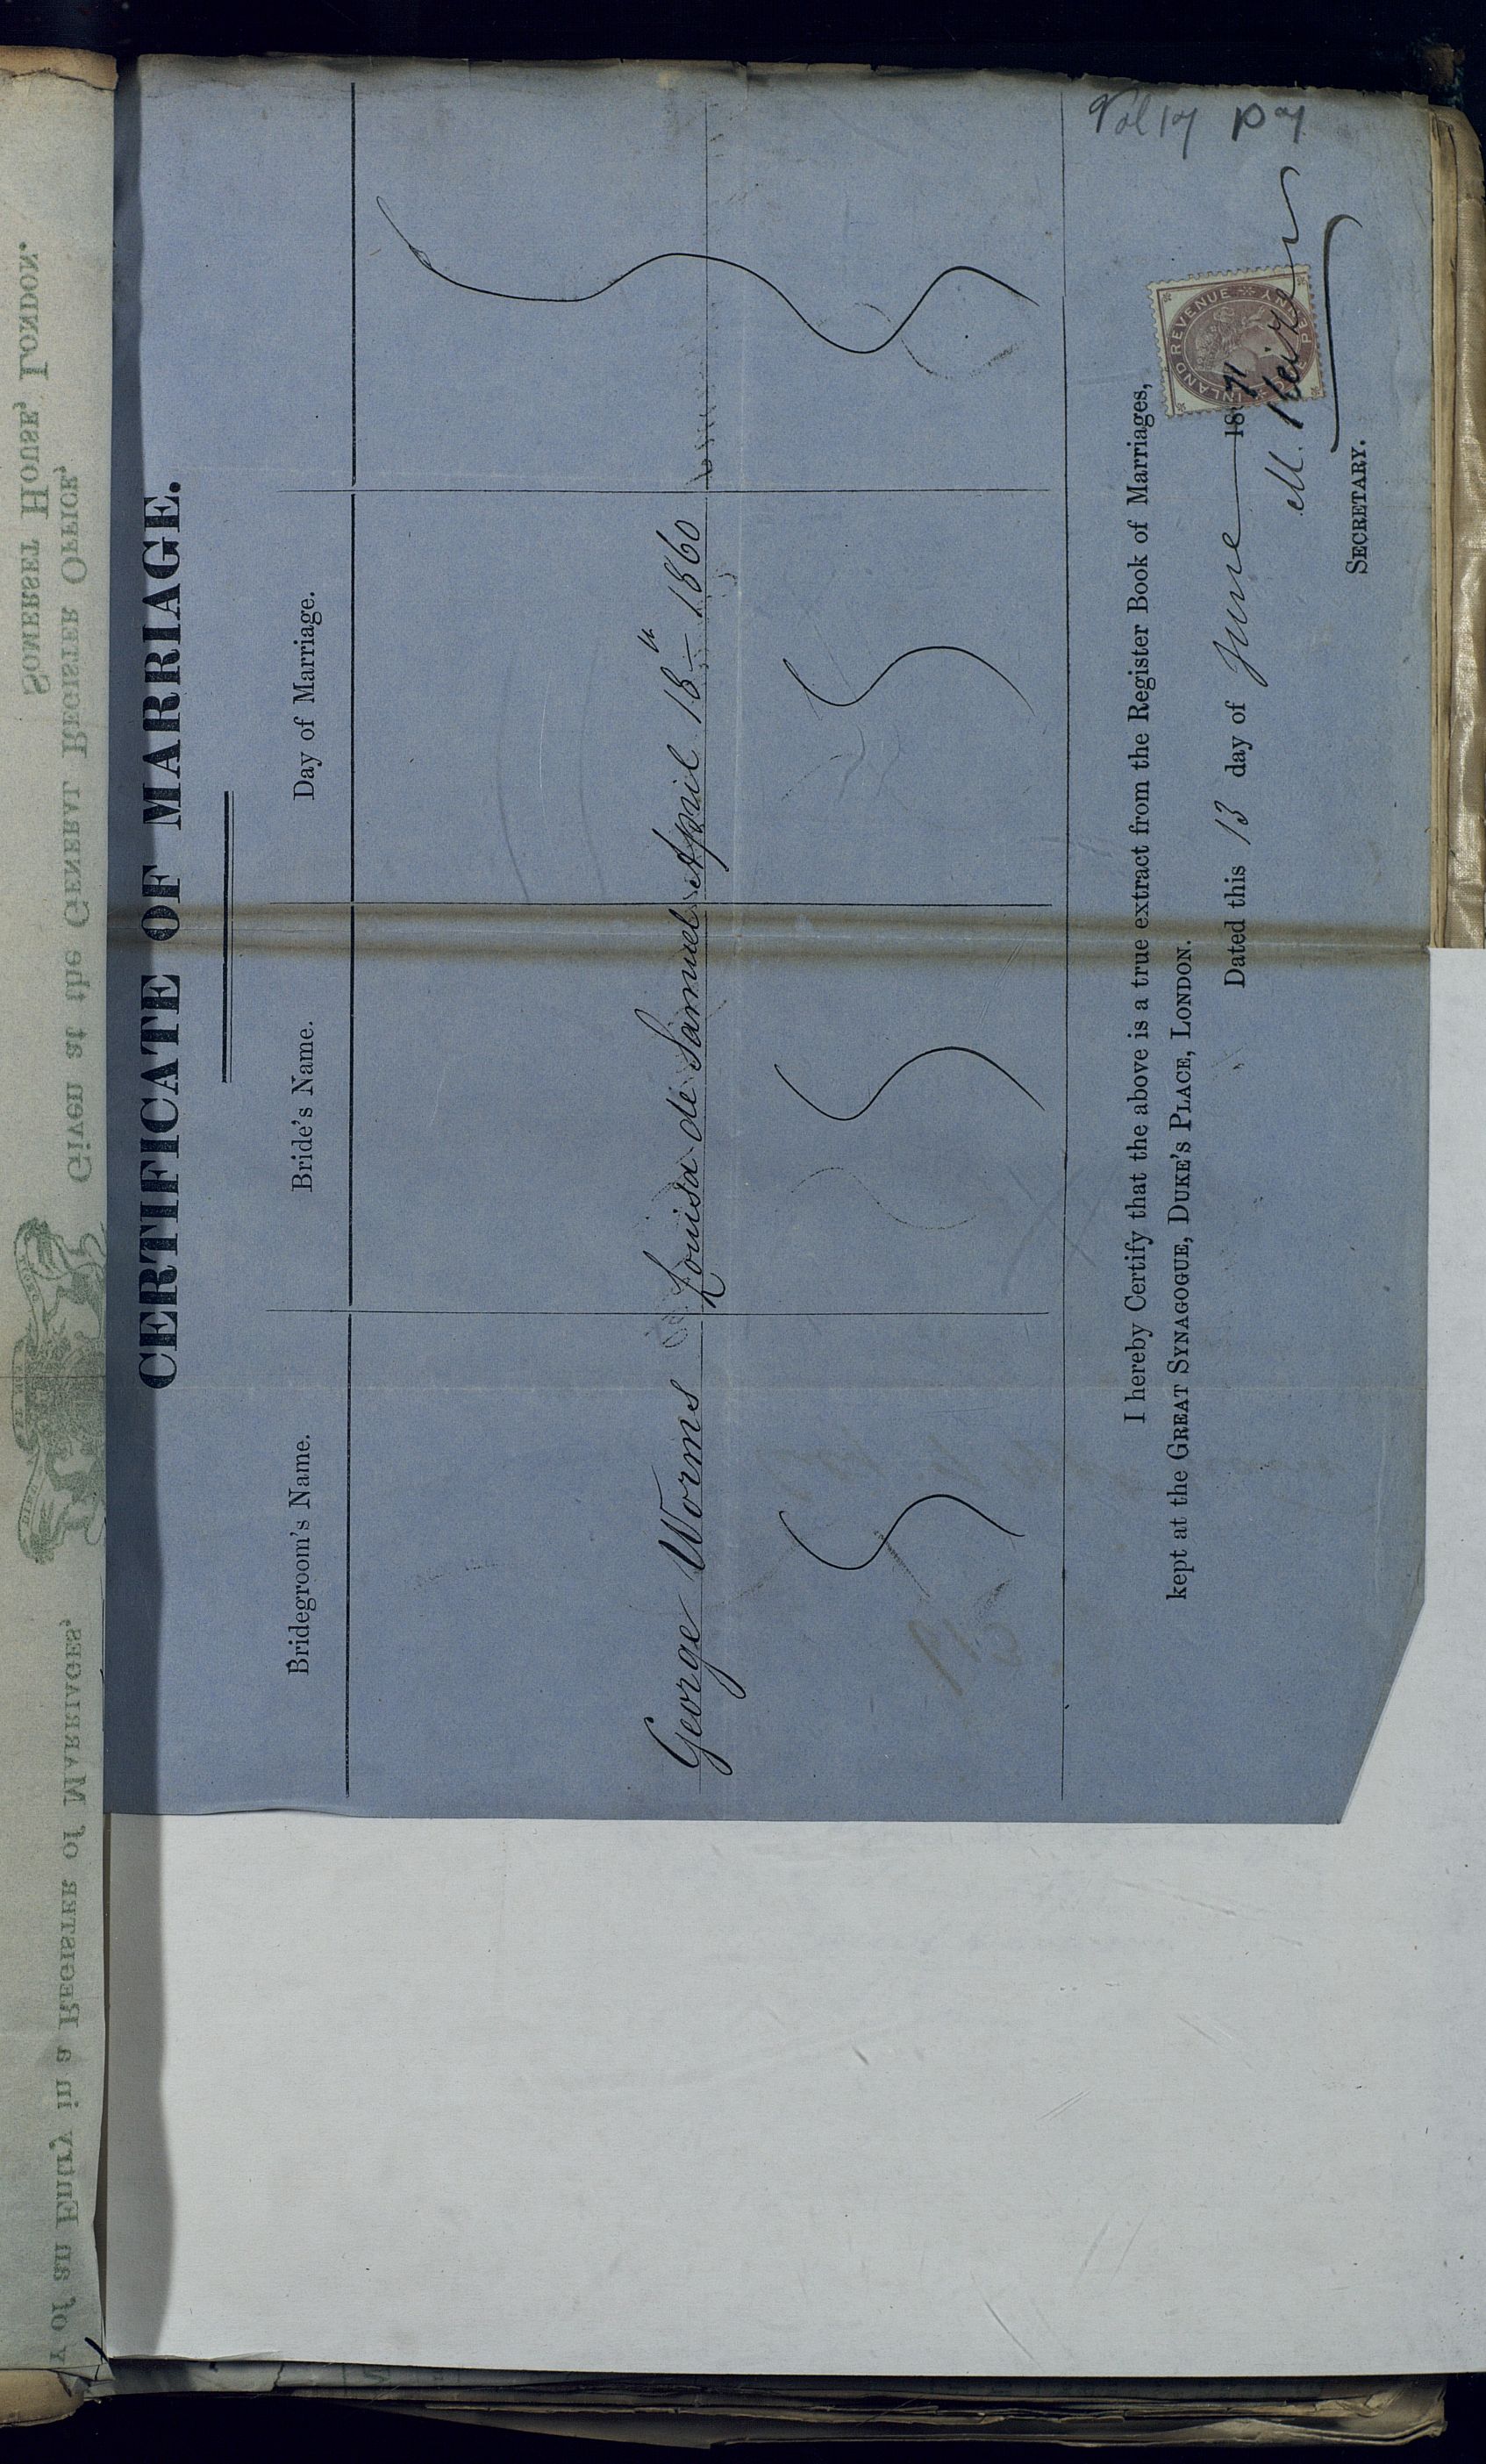 CERTIFICATE OF MARRIAGE.
Bridegroom's Name. Bride's Name. Day of Marriage.
George Worms Louisa de Samuel April 18th 1860
I hereby Certify that the above is a true extract from the Register Book of Marriages,
kept at the GREAT SYNAGOGUE, DUKE'S PLACE, LONDON.
Dated this 13 day of June 1871
M. Keizer
SECRETARY.
INLAND REVENUE
INLAND
PENNY
Vol 17 p
y of an Entry in a REGISTER of MARRIAGES,
Given at the GENERAL REGISTER OFFICE,
SOMERSET HOUSE, LONDON.